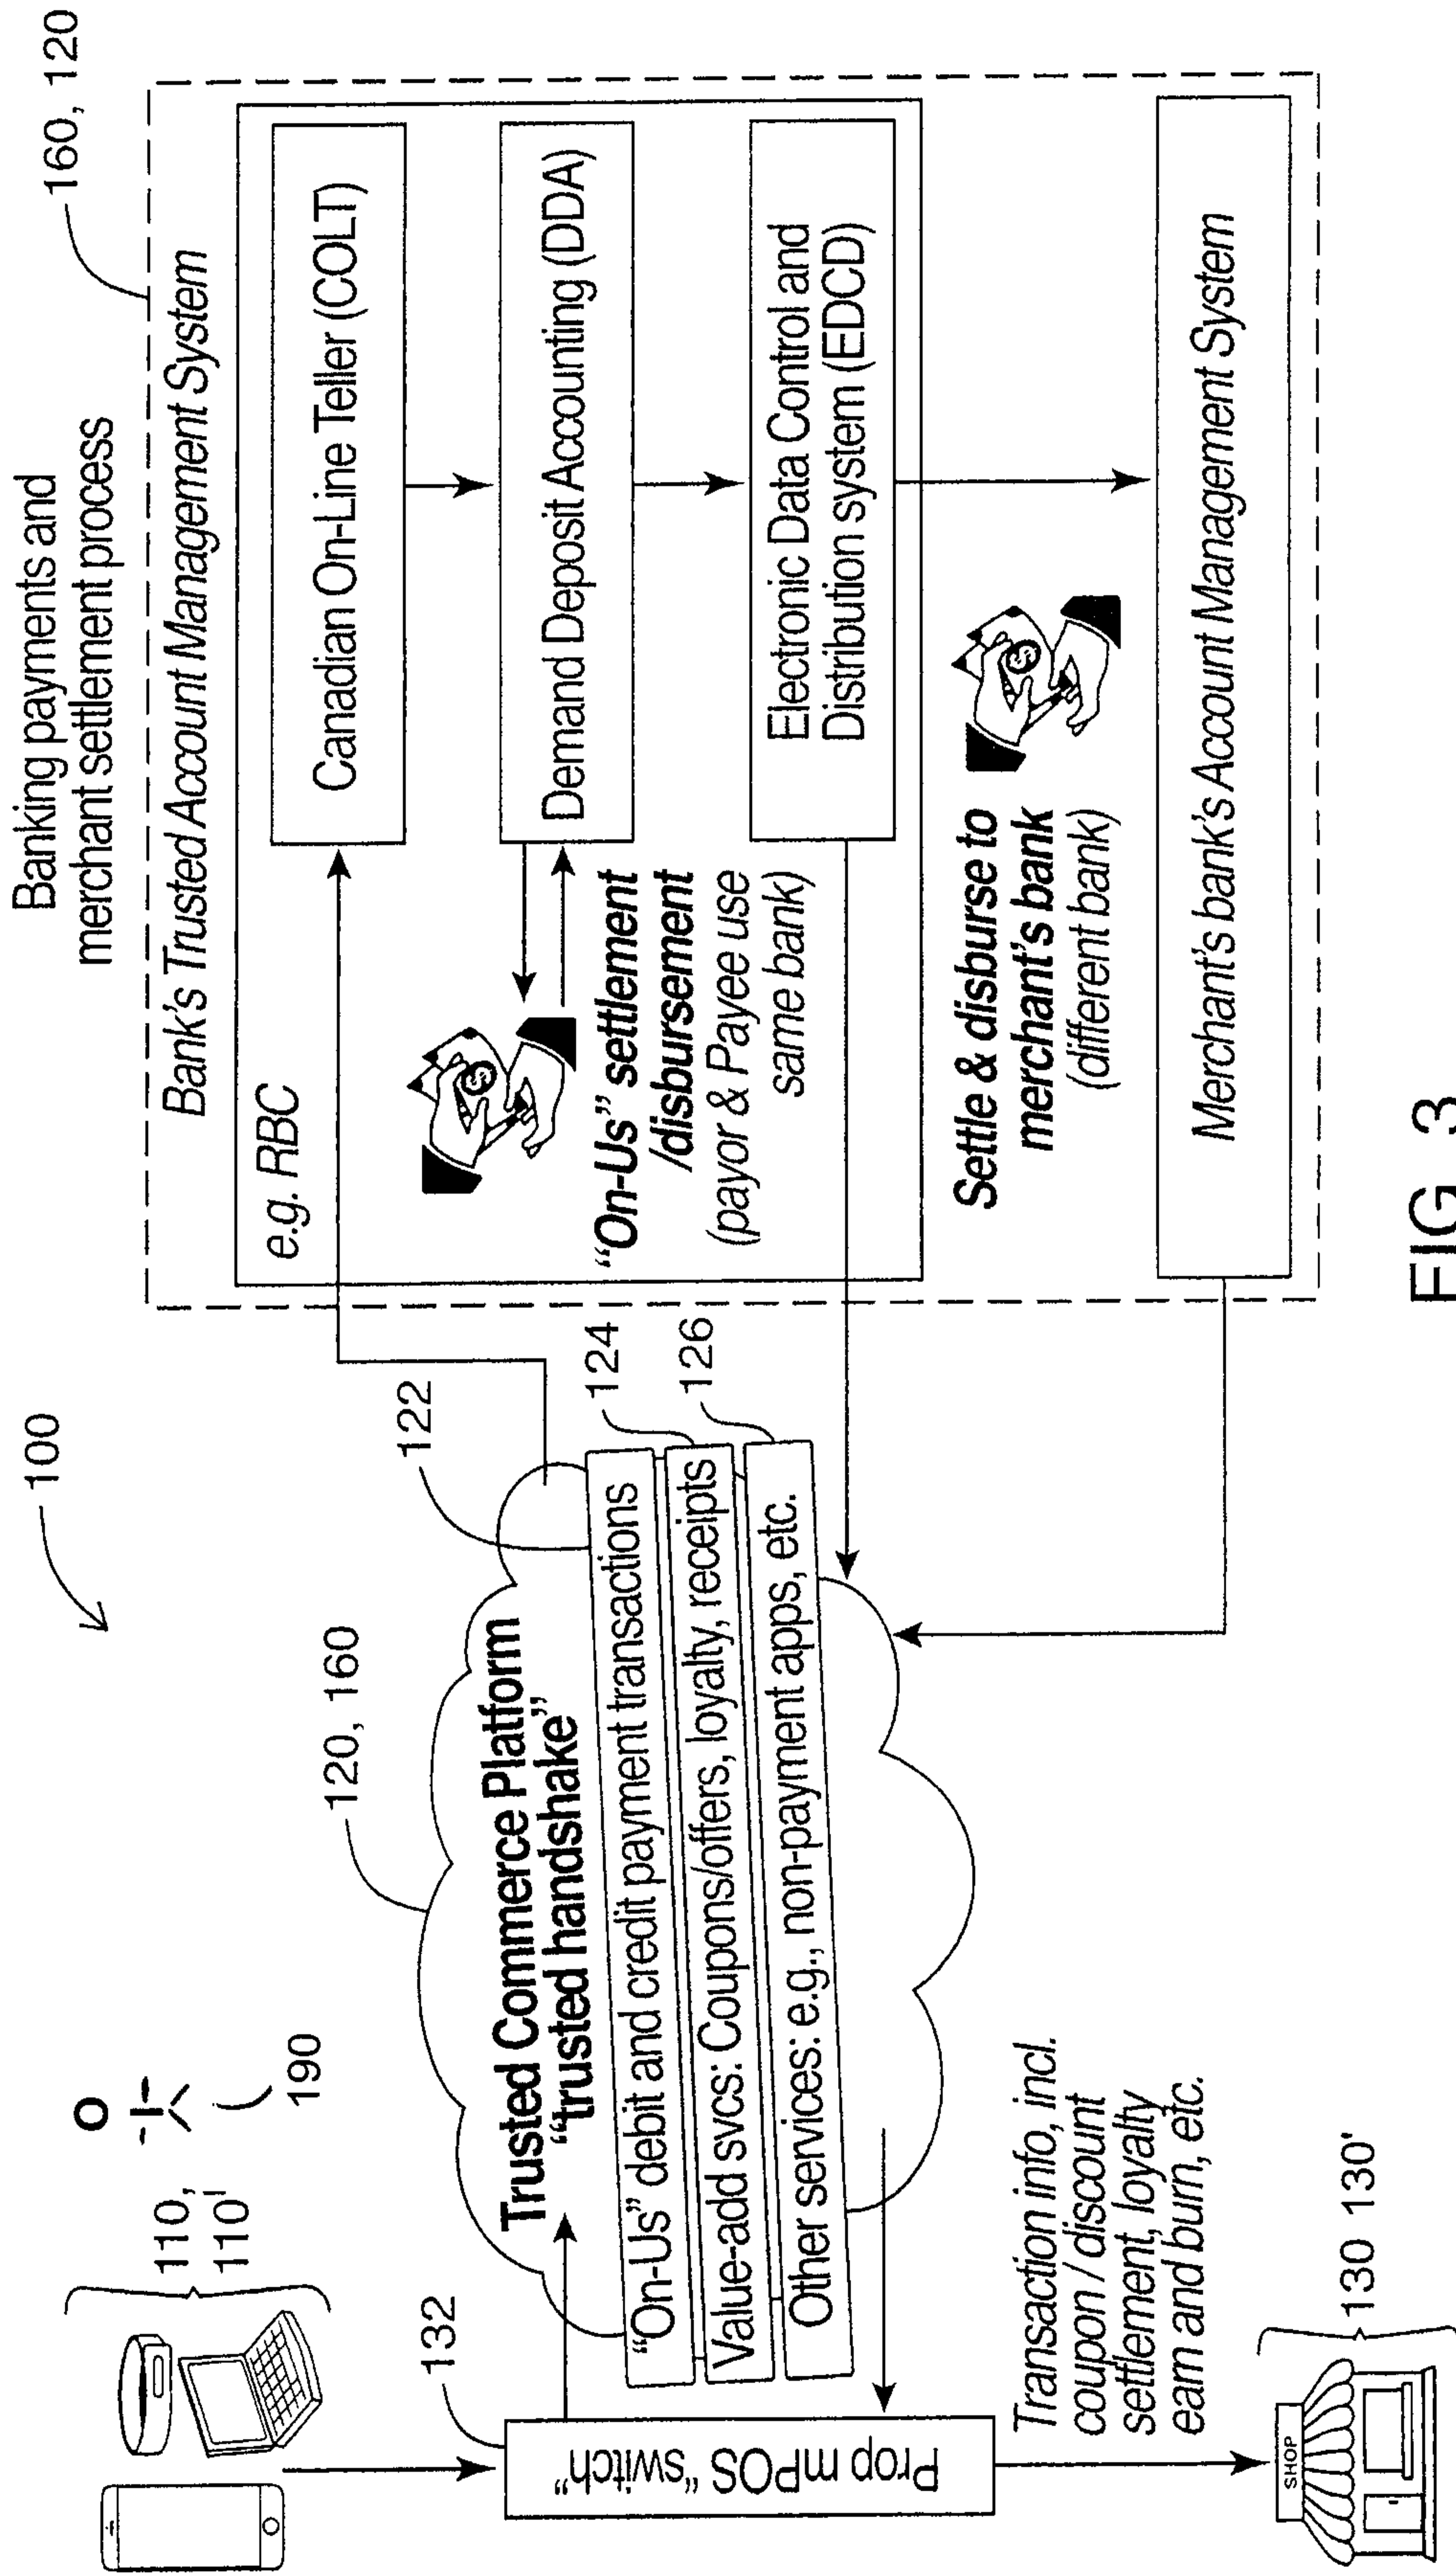 Banking payments and
merchant settlement process
160, 120
100
Bank's Trusted Account Management System
e.g. RBC
Canadian On-Line Teller (COLT)
Demand Deposit Accounting (DDA)
"On-Us" settlement
/disbursement
(payor & Payee use
same bank)
Electronic Data Control and
Distribution system (EDCD)
Settle & disburse to
merchant's bank
(different bank)
Merchant's bank's Account Management System
110,
110'
190
120, 160
122
124
126
132
Trusted Commerce Platform
"trusted handshake"
"On-Us" debit and credit payment transactions
Value-add svcs: Coupons/offers, loyalty, receipts
Other services: e.g., non-payment apps, etc.
Prop mPOS "switch"
Transaction info, incl.
coupon / discount
settlement, loyalty
earn and burn, etc.
SHOP
130 130'
FIG. 3